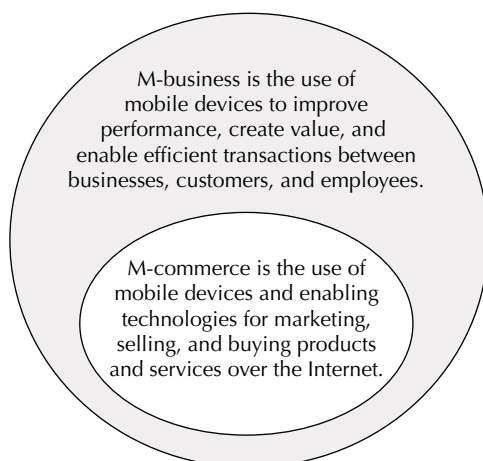 M-business is the use of
mobile devices to improve
performance, create value, and
enable efficient transactions between
businesses, customers, and employees.
M-commerce is the use of
mobile devices and enabling
technologies for marketing,
selling, and buying products
and services over the Internet.